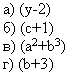 а) (y-2)
б) (c+1)
в) (a²+b³)
г) (b+3)